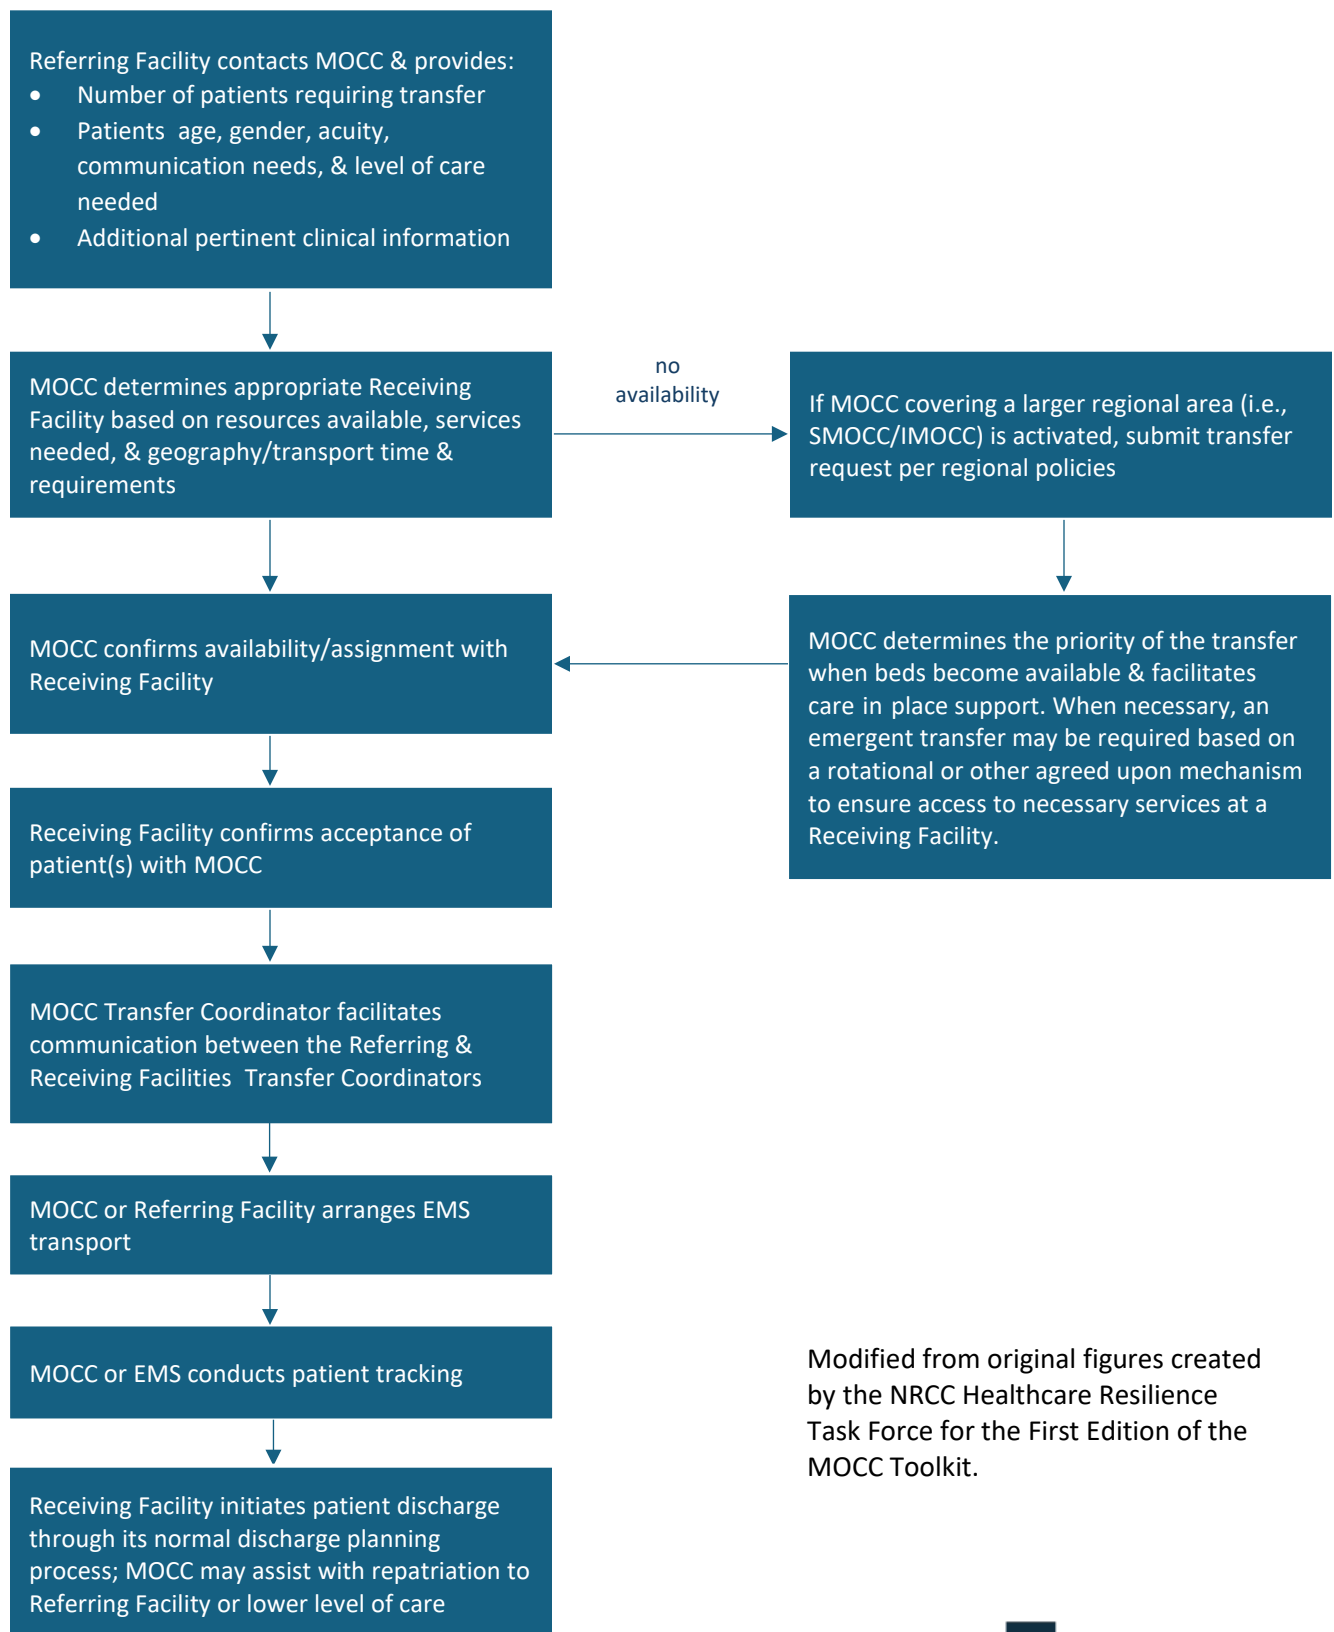 Referring Facility contacts MOCC & provides:
• Number of patients requiring transfer
• Patients age, gender, acuity,
communication needs, & level of care
needed
• Additional pertinent clinical information
MOCC determines appropriate Receiving
Facility based on resources available, services
needed, & geography/transport time &
requirements
no
availability
If MOCC covering a larger regional area (i.e.,
SMOCC/IMOCC) is activated, submit transfer
request per regional policies
MOCC determines the priority of the transfer
when beds become available & facilitates
care in place support. When necessary, an
emergent transfer may be required based on
a rotational or other agreed upon mechanism
to ensure access to necessary services at a
Receiving Facility.
MOCC confirms availability/assignment with
Receiving Facility
Receiving Facility confirms acceptance of
patient(s) with MOCC
MOCC Transfer Coordinator facilitates
communication between the Referring &
Receiving Facilities Transfer Coordinators
MOCC or Referring Facility arranges EMS
transport
MOCC or EMS conducts patient tracking
Receiving Facility initiates patient discharge
through its normal discharge planning
process; MOCC may assist with repatriation to
Referring Facility or lower level of care
Modified from original figures created
by the NRCC Healthcare Resilience
Task Force for the First Edition of the
MOCC Toolkit.